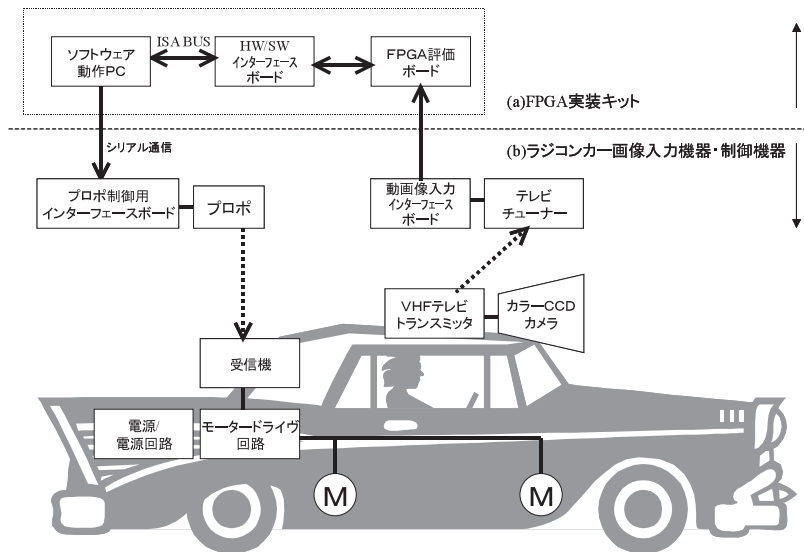 ソフトウェア
動作PC
ISA BUS
HW/SW
インターフェース
ボード
FPGA評価
ボード
(a)FPGA実装キット
シリアル通信
(b)ラジコンカー画像入力機器・制御機器
プロポ制御用
インターフェースボード
プロポ
動画像入力
インターフェース
ボード
テレビ
チューナー
VHFテレビ
トランスミッタ
カラーCCD
カメラ
受信機
電源/
電源回路
モータードライヴ
回路
M
M